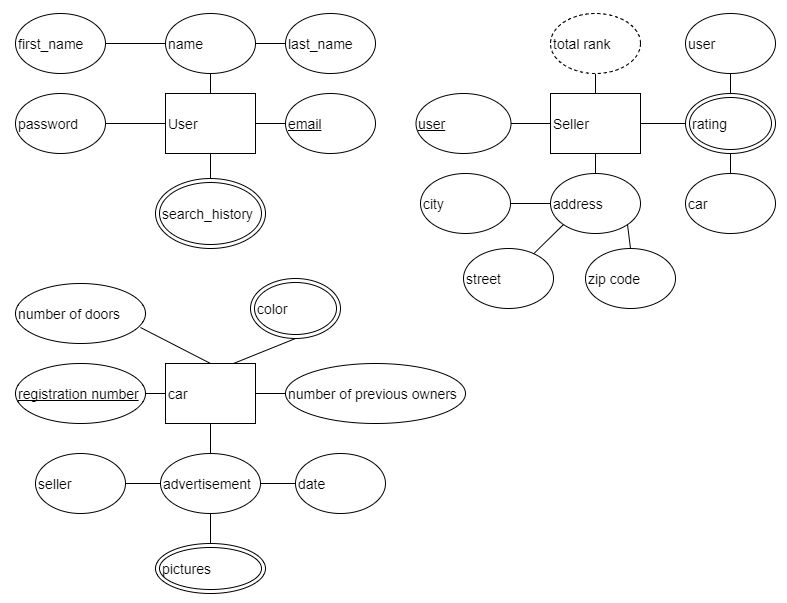 first_name
name
last_name
password
User
email
search_history
total rank
user
user
Seller
rating
city
address
car
street
zip code
number of doors
color
registration number
car
number of previous owners
seller
advertisement
date
pictures